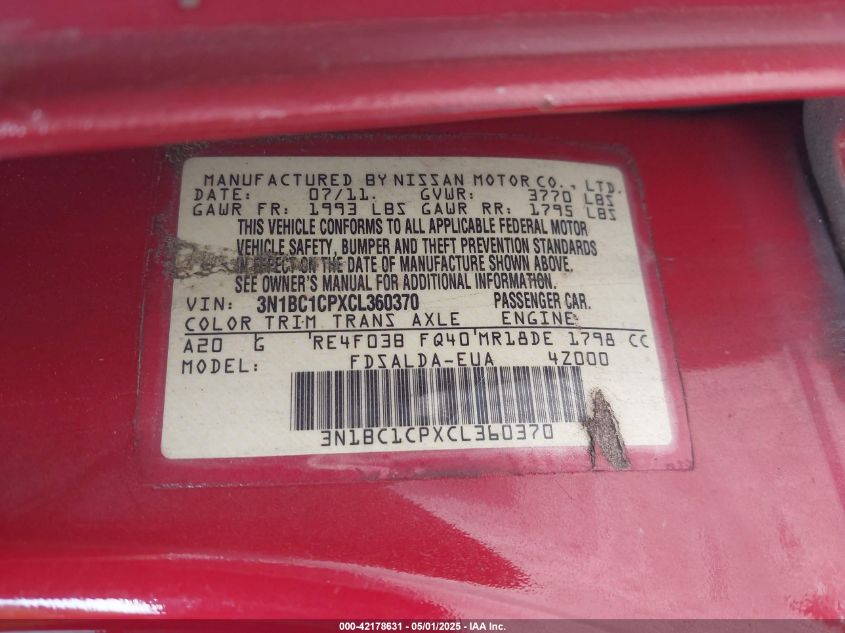 MANUFACTURED BY NISSAN MOTOR CO., LTD.
DATE: 07/11. GVWR: 3770 LBS
GAWR FR: 1993 LBS GAWR RR: 1795 LBS
THIS VEHICLE CONFORMS TO ALL APPLICABLE FEDERAL MOTOR
VEHICLE SAFETY, BUMPER AND THEFT PREVENTION STANDARDS
IN EFFECT ON THE DATE OF MANUFACTURE SHOWN ABOVE.
SEE OWNER'S MANUAL FOR ADDITIONAL INFORMATION.
VIN: 3N1BC1CPXCL360370 PASSENGER CAR.
COLOR TRIM TRANS AXLE ENGINE
A20 G RE4F03B FQ40 MR18DE 1798 CC
MODEL: FDSALDA-EUA 4Z000
3N1BC1CPXCL360370
000-42178631 - 05/01/2025 - IAA Inc.